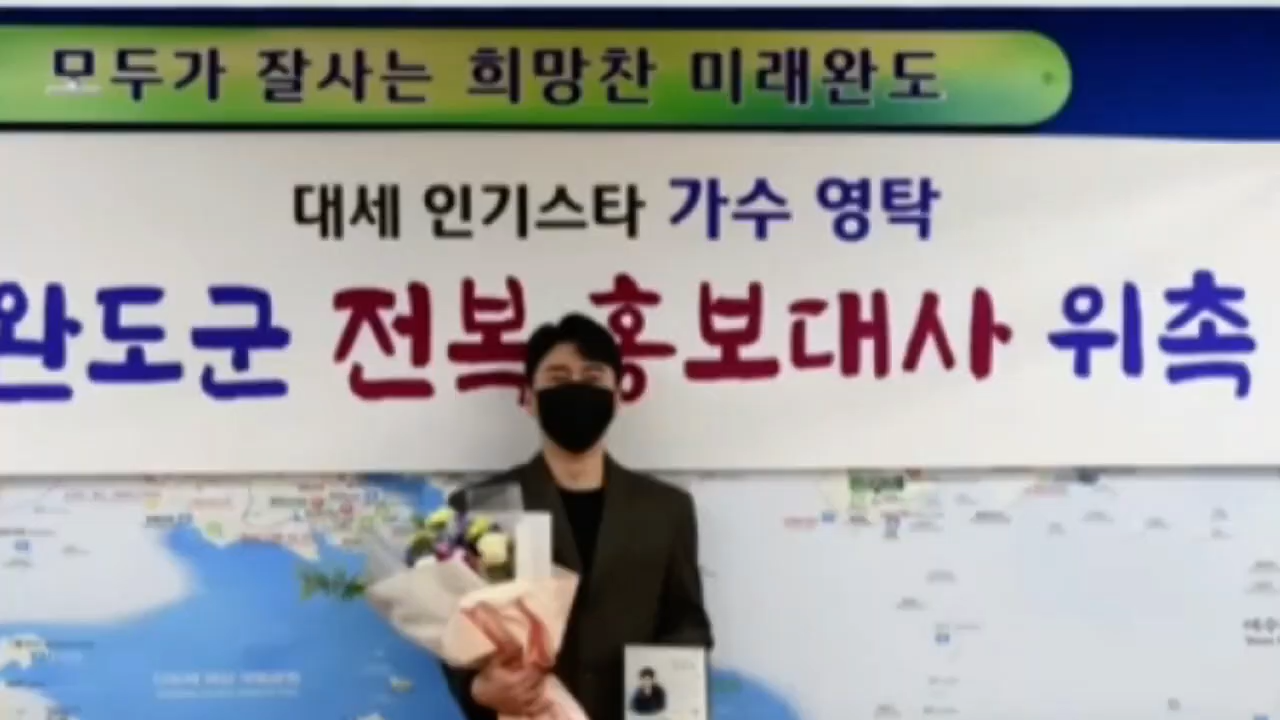 모두가 잘사는 희망찬 미래완도
대세 인기스타 가수 영탁
완도군 전복 홍보대사 위촉